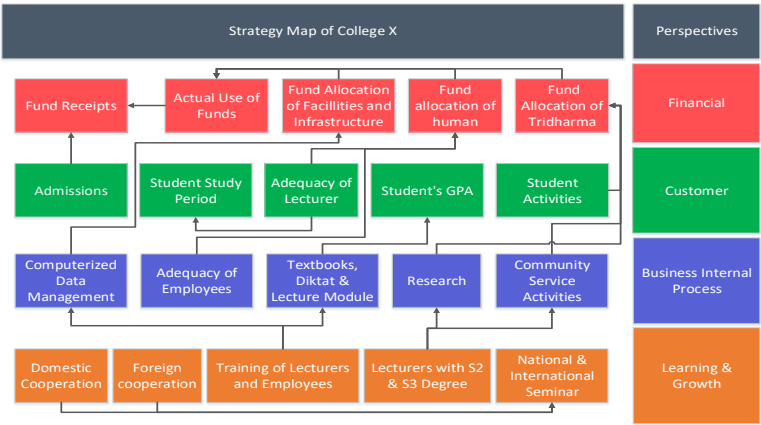 Strategy Map of College X
Perspectives
Fund Receipts
Actual Use of
Funds
Fund Allocation
of Facillities and
Infrastructure
Fund
allocation of
human
Fund
Allocation of
Tridharma
Financial
Admissions
Student Study
Period
Adequacy of
Lecturer
Student's GPA
Student
Activities
Customer
Computerized
Data
Management
Adequacy of
Employees
Textbooks,
Diktat &
Lecture Module
Research
Community
Service
Activities
Business Internal
Process
Domestic
Cooperation
Foreign
cooperation
Training of Lecturers
and Employees
Lecturers with S2
& S3 Degree
National &
International
Seminar
Learning &
Growth